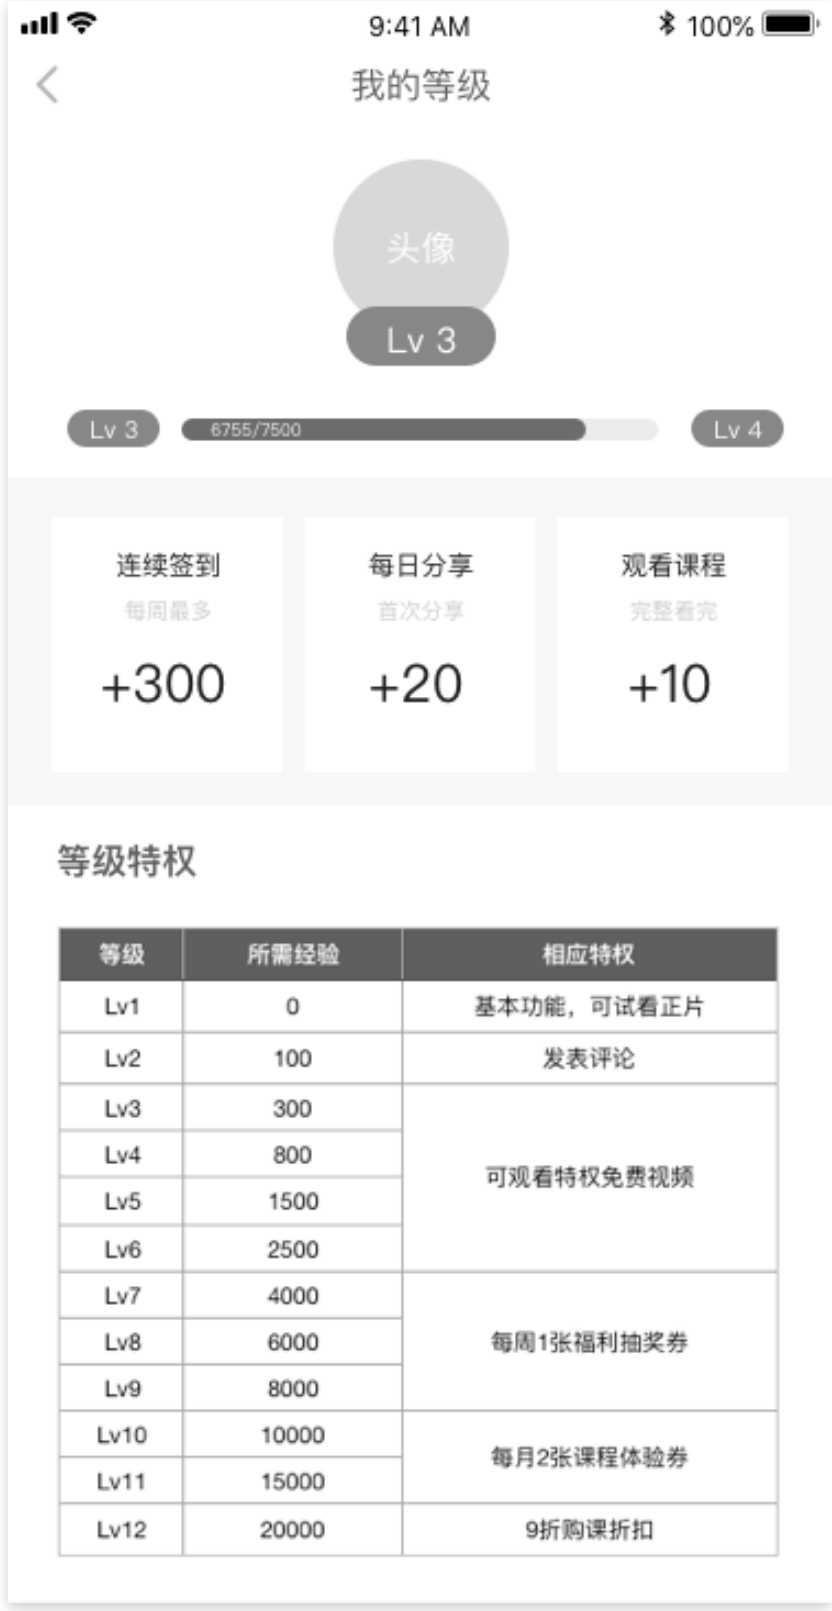 9:41 AM
100%
我的等级
头像
Lv 3
Lv 3
6755/7500
Lv 4
连续签到
每日分享
观看课程
每周最多
首次分享
完整看完
+300
+20
+10
等级特权
等级 所需经验 相应特权
Lv1 0 基本功能，可试看正片
Lv2 100 发表评论
Lv3 300
Lv4 800
可观看特权免费视频
Lv5 1500
Lv6 2500
Lv7 4000
Lv8 6000 每周1张福利抽奖券
Lv9 8000
Lv10 10000
每月2张课程体验券
Lv11 15000
Lv12 20000 9折购课折扣